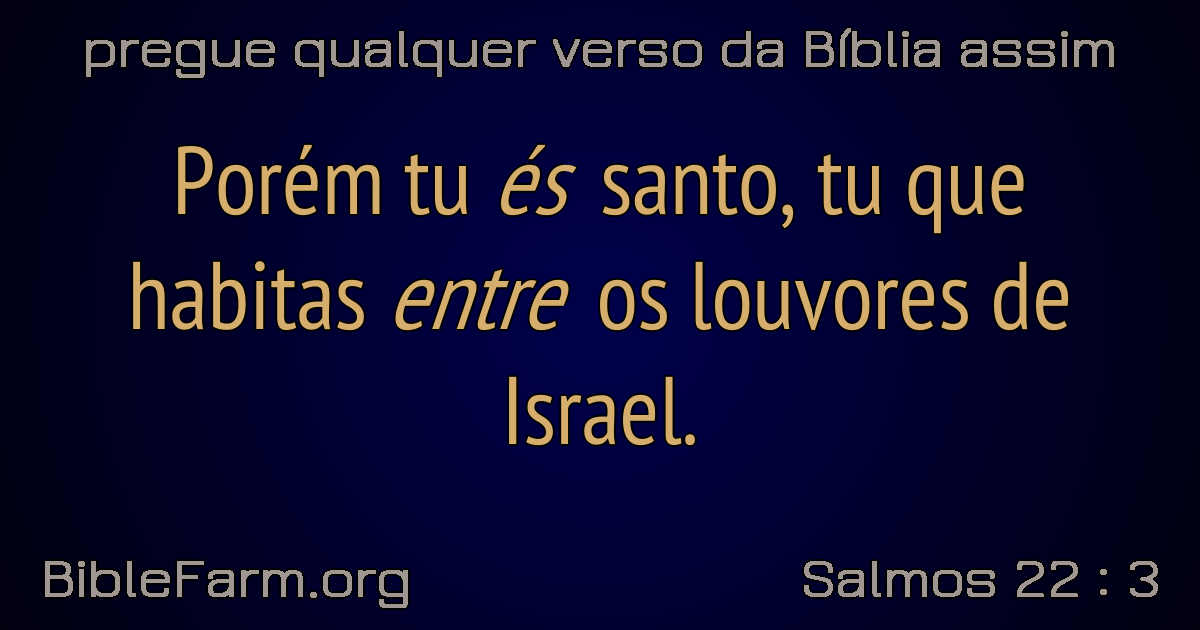 pregue qualquer verso da Bíblia assim
Porém tu és santo, tu que
habitas entre os louvores de
Israel.
BibleFarm.org
Salmos 22 : 3